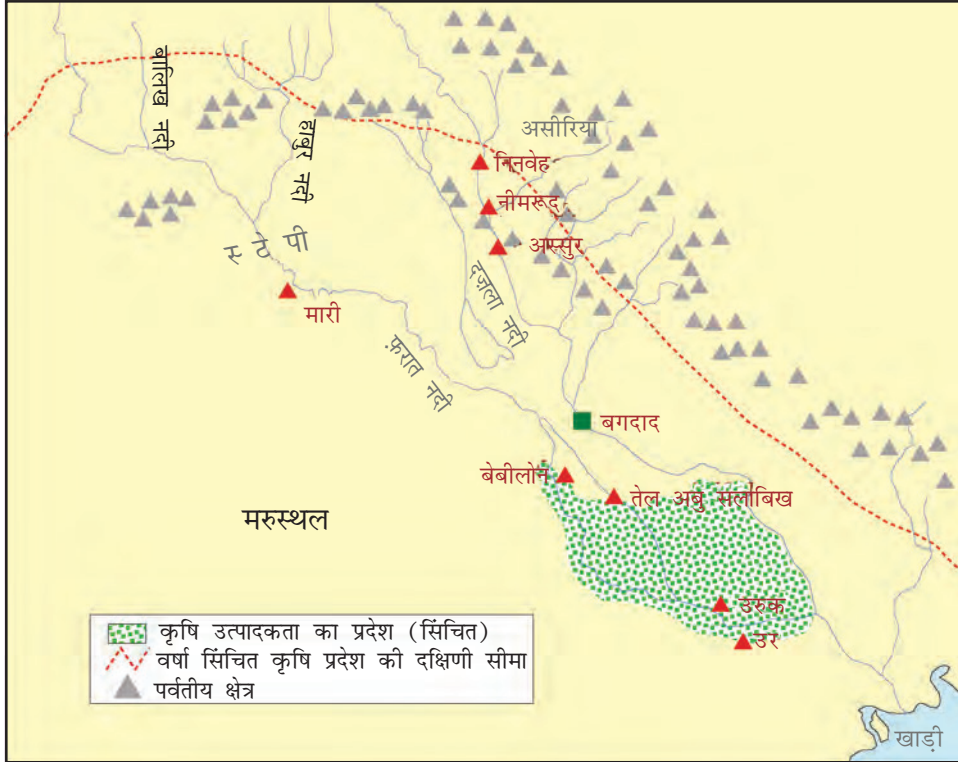 बालिख नदी
हाबुर नदी
असीरिया
निनवेह
नीमरूद
अस्सुर
स्टेपी
मारी
दजला नदी
फ़रात नदी
बगदाद
बेबीलोन
तेल अबु सलाबिख
मरुस्थल
उरुक
उर
कृषि उत्पादकता का प्रदेश (सिंचित)
वर्षा सिंचित कृषि प्रदेश की दक्षिणी सीमा
पर्वतीय क्षेत्र
खाड़ी